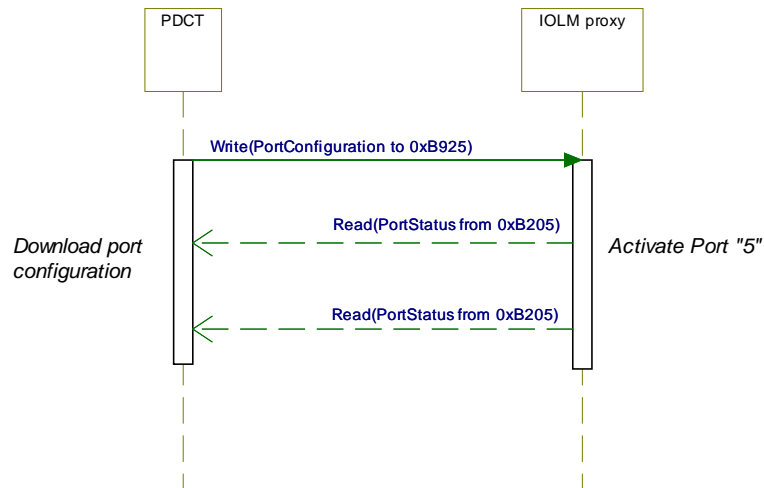 PDCT
IOLM proxy
Write(PortConfiguration to 0xB925)
Read(PortStatus from 0xB205)
Download port
configuration
Activate Port "5"
Read(PortStatus from 0xB205)